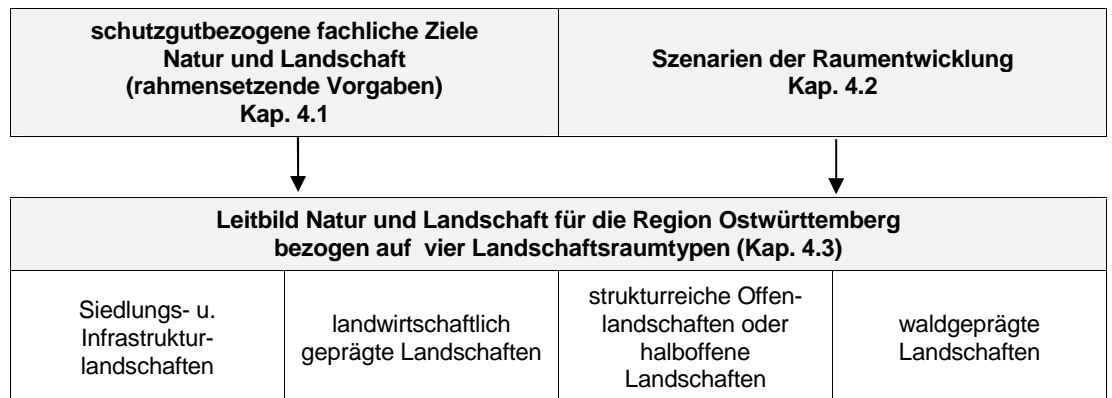 schutzgutbezogene fachliche Ziele
Natur und Landschaft
(rahmensetzende Vorgaben)
Kap. 4.1
Szenarien der Raumentwicklung
Kap. 4.2
Leitbild Natur und Landschaft für die Region Ostwürttemberg
bezogen auf vier Landschaftsraumtypen (Kap. 4.3)
Siedlungs- u.
Infrastruktur-
landschaften
landwirtschaftlich
geprägte Landschaften
strukturreiche Offen-
landschaften oder
halboffene
Landschaften
waldgeprägte
Landschaften